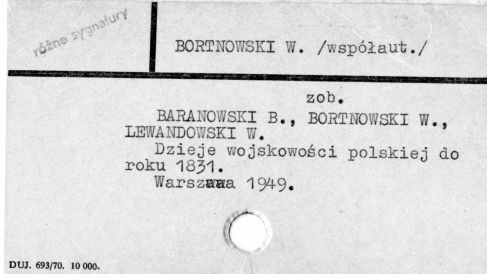 różne sygnatury
BORTNOWSKI W. /współaut./
zob.
BARANOWSKI B., BORTNOWSKI W.,
LEWANDOWSKI W.
Dzieje wojskowości polskiej do
roku 1831.
Warszawa 1949.
DUJ. 693/70. 10 000.